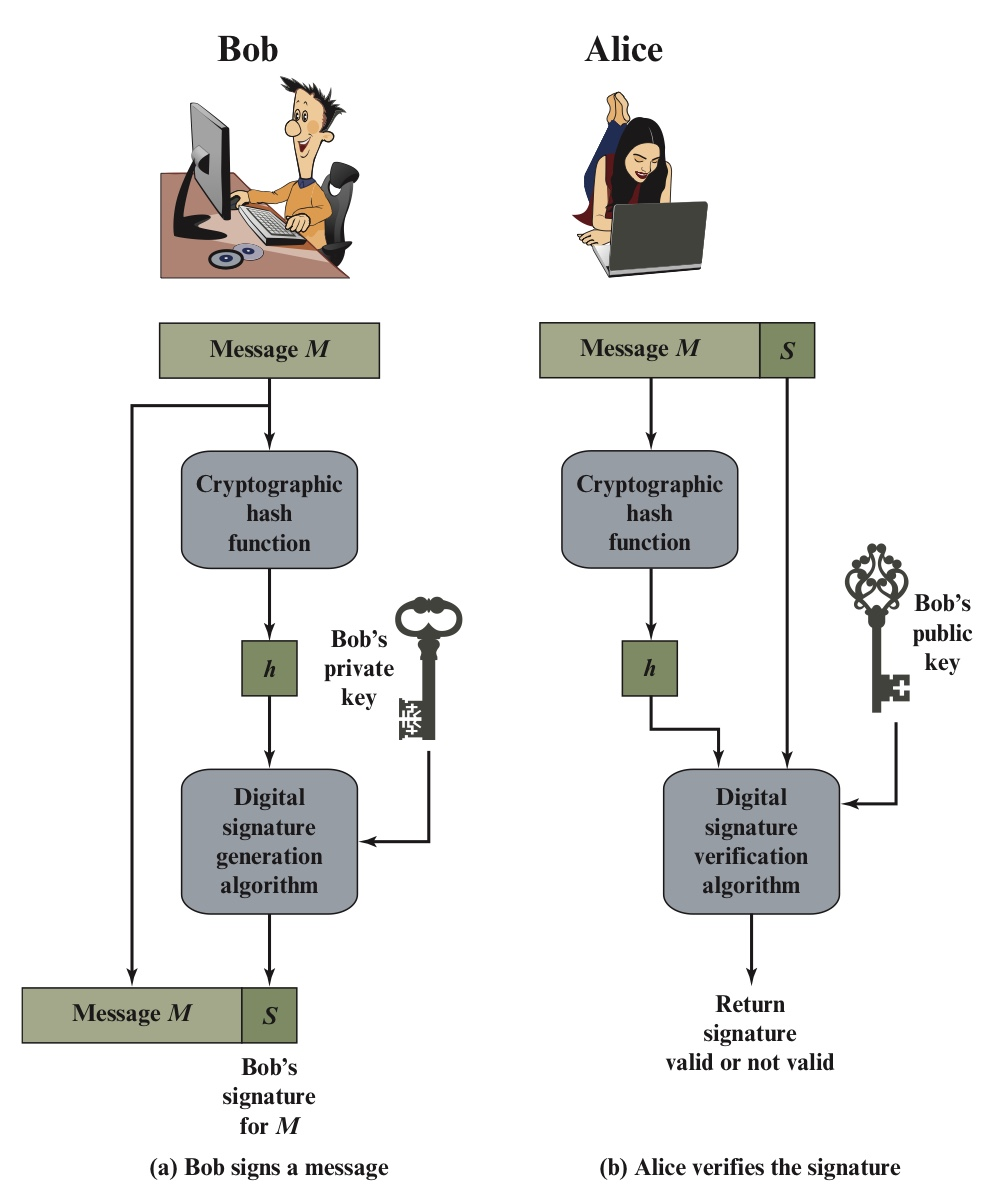 Bob
Message M
Cryptographic
hash
function
h
Bob’s
private
key
Digital
signature
generation
algorithm
Message M
S
Bob’s
signature
for M
(a) Bob signs a message
Alice
Message M
S
Cryptographic
hash
function
h
Bob’s
public
key
Digital
signature
verification
algorithm
Return
signature
valid or not valid
(b) Alice verifies the signature